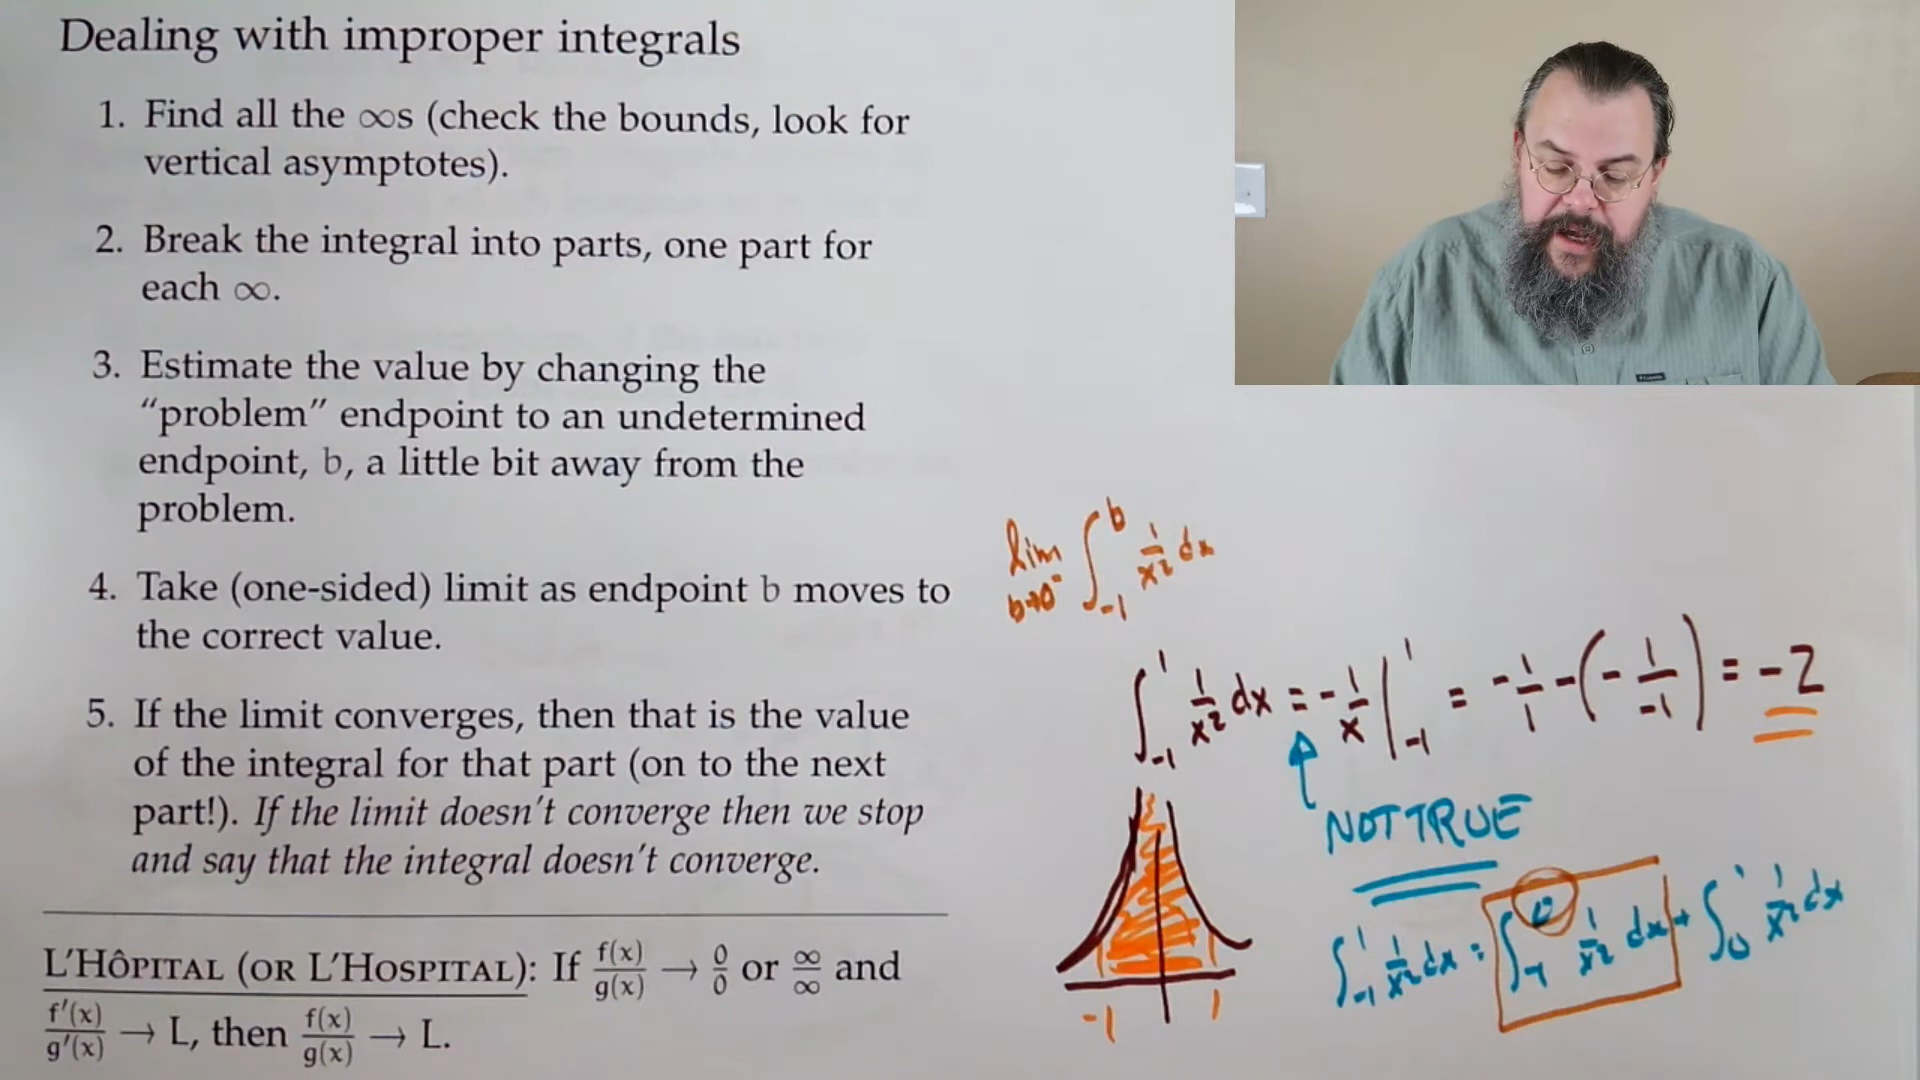 Dealing with improper integrals
1. Find all the ∞s (check the bounds, look for
vertical asymptotes).
2. Break the integral into parts, one part for
each ∞.
3. Estimate the value by changing the
“problem” endpoint to an undetermined
endpoint, b, a little bit away from the
problem.
4. Take (one-sided) limit as endpoint b moves to
the correct value.
5. If the limit converges, then that is the value
of the integral for that part (on to the next
part!). If the limit doesn’t converge then we stop
and say that the integral doesn’t converge.
L’HÔPITAL (OR L’HOSPITAL): If f(x)/g(x) → 0/0 or ∞/∞ and
f′(x)/g′(x) → L, then f(x)/g(x) → L.
lim b→0⁻ ∫₋₁ᵇ 1/x² dx
∫₋₁¹ 1/x² dx = -1/x |₋₁¹ = -1/1 - (-1/-1) = -2
NOT TRUE
∫₋₁¹ 1/x² dx = ∫₋₁⁰ 1/x² dx + ∫₀¹ 1/x² dx
-1 1